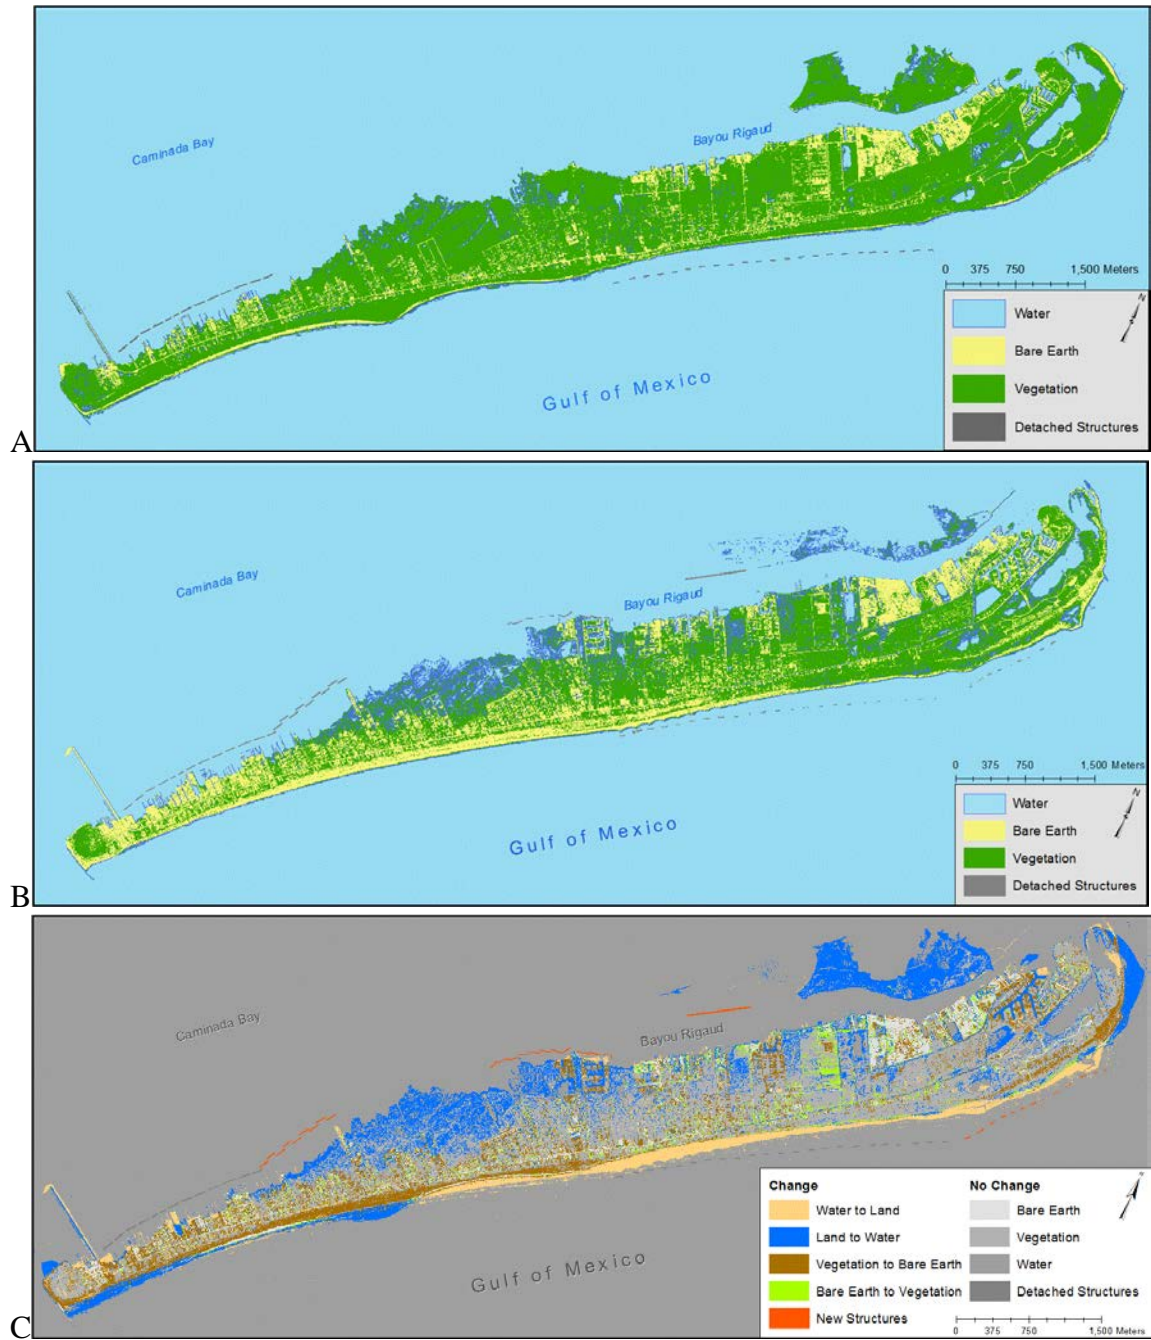 Caminada Bay
Bayou Rigaud
0 375 750 1,500 Meters
N
Water
Bare Earth
Gulf of Mexico
Vegetation
Detached Structures
A
Caminada Bay
Bayou Rigaud
0 375 750 1,500 Meters
N
Water
Gulf of Mexico
Bare Earth
Vegetation
Detached Structures
B
Caminada Bay
Bayou Rigaud
Change No Change
N
Water to Land Bare Earth
Land to Water Vegetation
Gulf of Mexico
Vegetation to Bare Earth Water
Bare Earth to Vegetation Detached Structures
New Structures
0 375 750 1,500 Meters
C